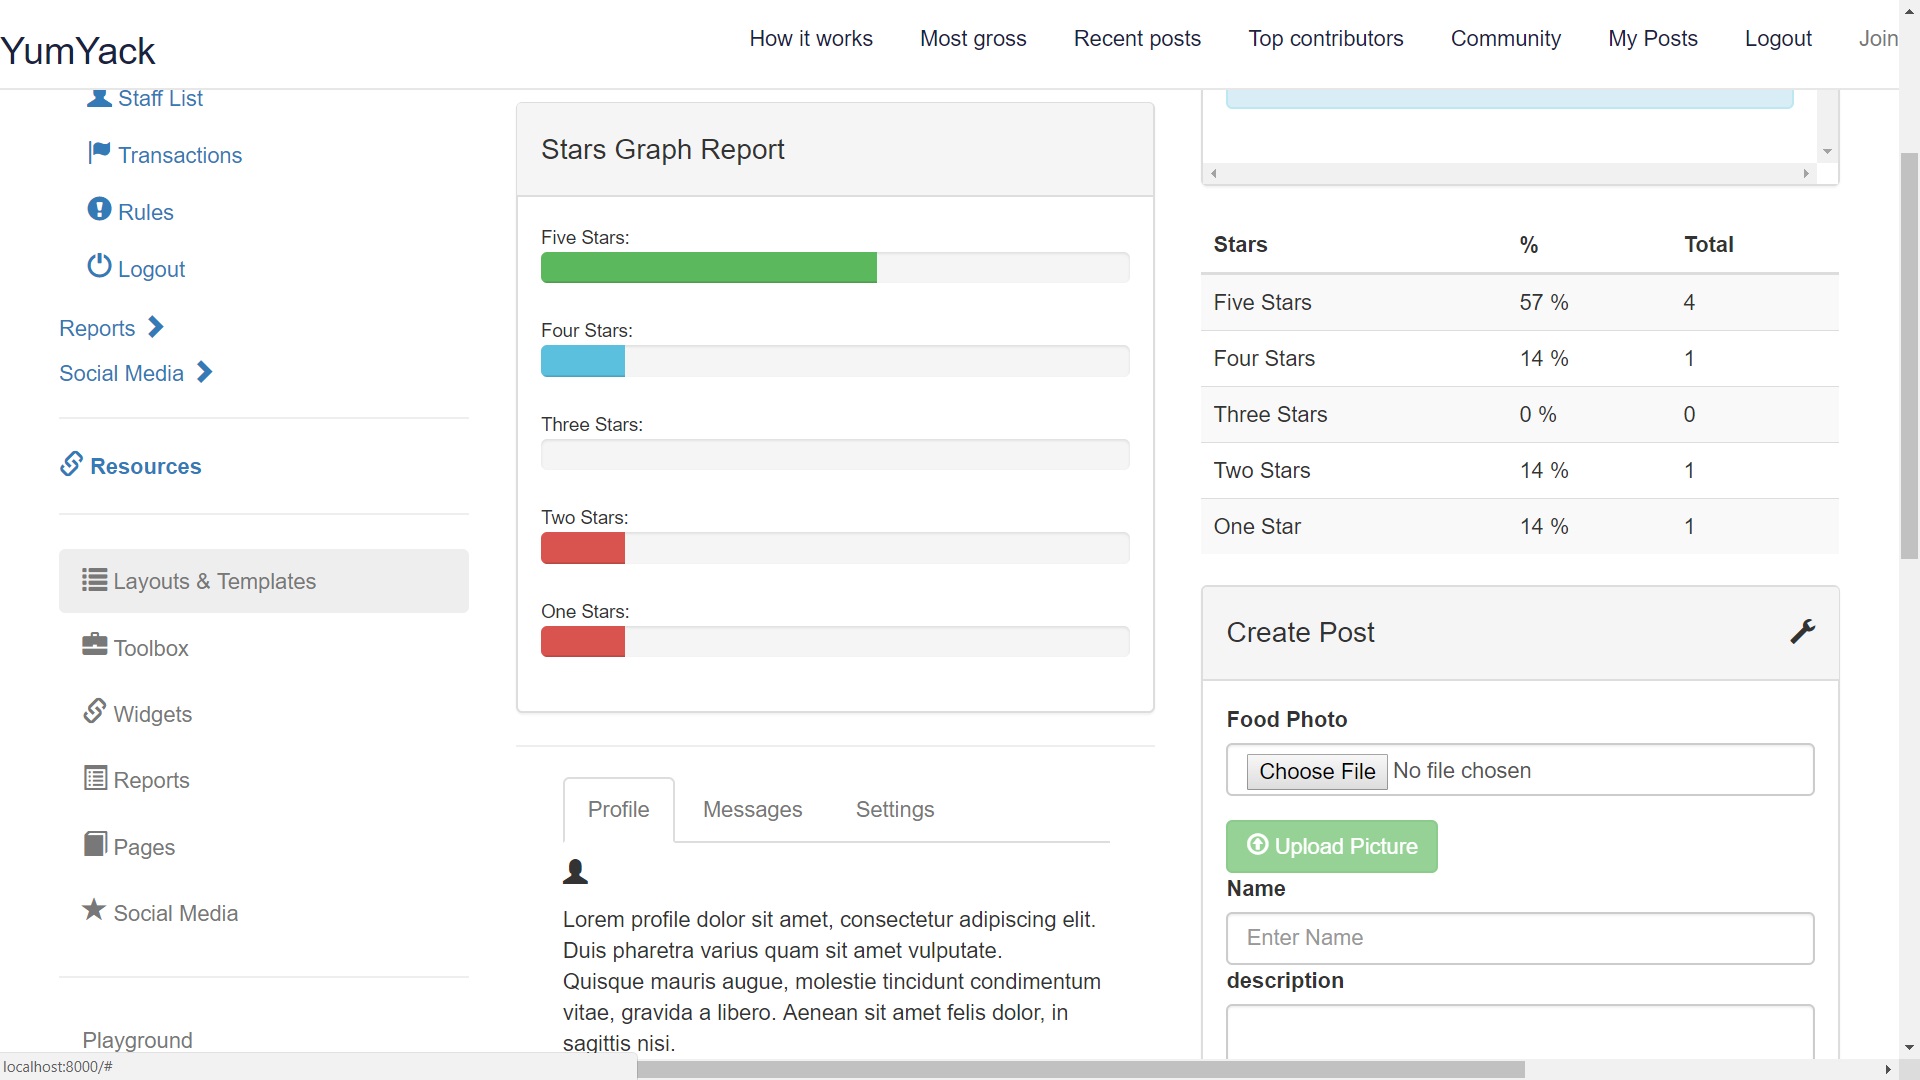 YumYack
How it works
Most gross
Recent posts
Top contributors
Community
My Posts
Logout
Join
Staff List
Transactions
Rules
Logout
Reports
Social Media
Resources
Layouts & Templates
Toolbox
Widgets
Reports
Pages
Social Media
Playground
localhost:8000/#
Stars Graph Report
Five Stars:
Four Stars:
Three Stars:
Two Stars:
One Stars:
Profile
Messages
Settings
Lorem profile dolor sit amet, consectetur adipiscing elit.
Duis pharetra varius quam sit amet vulputate.
Quisque mauris augue, molestie tincidunt condimentum
vitae, gravida a libero. Aenean sit amet felis dolor, in
sagittis nisi.
Stars % Total
Five Stars 57 % 4
Four Stars 14 % 1
Three Stars 0 % 0
Two Stars 14 % 1
One Star 14 % 1
Create Post
Food Photo
Choose File No file chosen
Upload Picture
Name
Enter Name
description